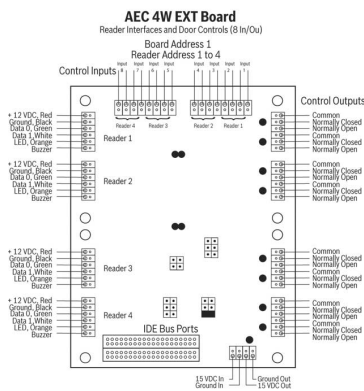 AEC 4W EXT Board
Reader Interfaces and Door Controls (8 In/Ou)
Board Address 1
Reader Address 1 to 4
Input Input Input Input
Control Inputs 8 7 6 5 4 3 2 1
Reader 4 Reader 3 Reader 2 Reader 1
Control Outputs
+ 12 VDC, Red
Ground, Black
Data 0, Green
Data 1,White
LED, Orange
Buzzer
Reader 1
Common
Normally Closed
Normally Open
Common
Normally Closed
Normally Open
+ 12 VDC, Red
Ground, Black
Data 0, Green
Data 1,White
LED, Orange
Buzzer
Reader 2
Common
Normally Closed
Normally Open
Common
Normally Closed
Normally Open
+ 12 VDC, Red
Ground, Black
Data 0, Green
Data 1,White
LED, Orange
Buzzer
Reader 3
Common
Normally Closed
Normally Open
Common
Normally Closed
Normally Open
+ 12 VDC, Red
Ground, Black
Data 0, Green
Data 1,White
LED, Orange
Buzzer
Reader 4
Common
Normally Closed
Normally Open
Common
Normally Closed
Normally Open
IDE Bus Ports
15 VDC In
Ground In
Ground Out
15 VDC Out